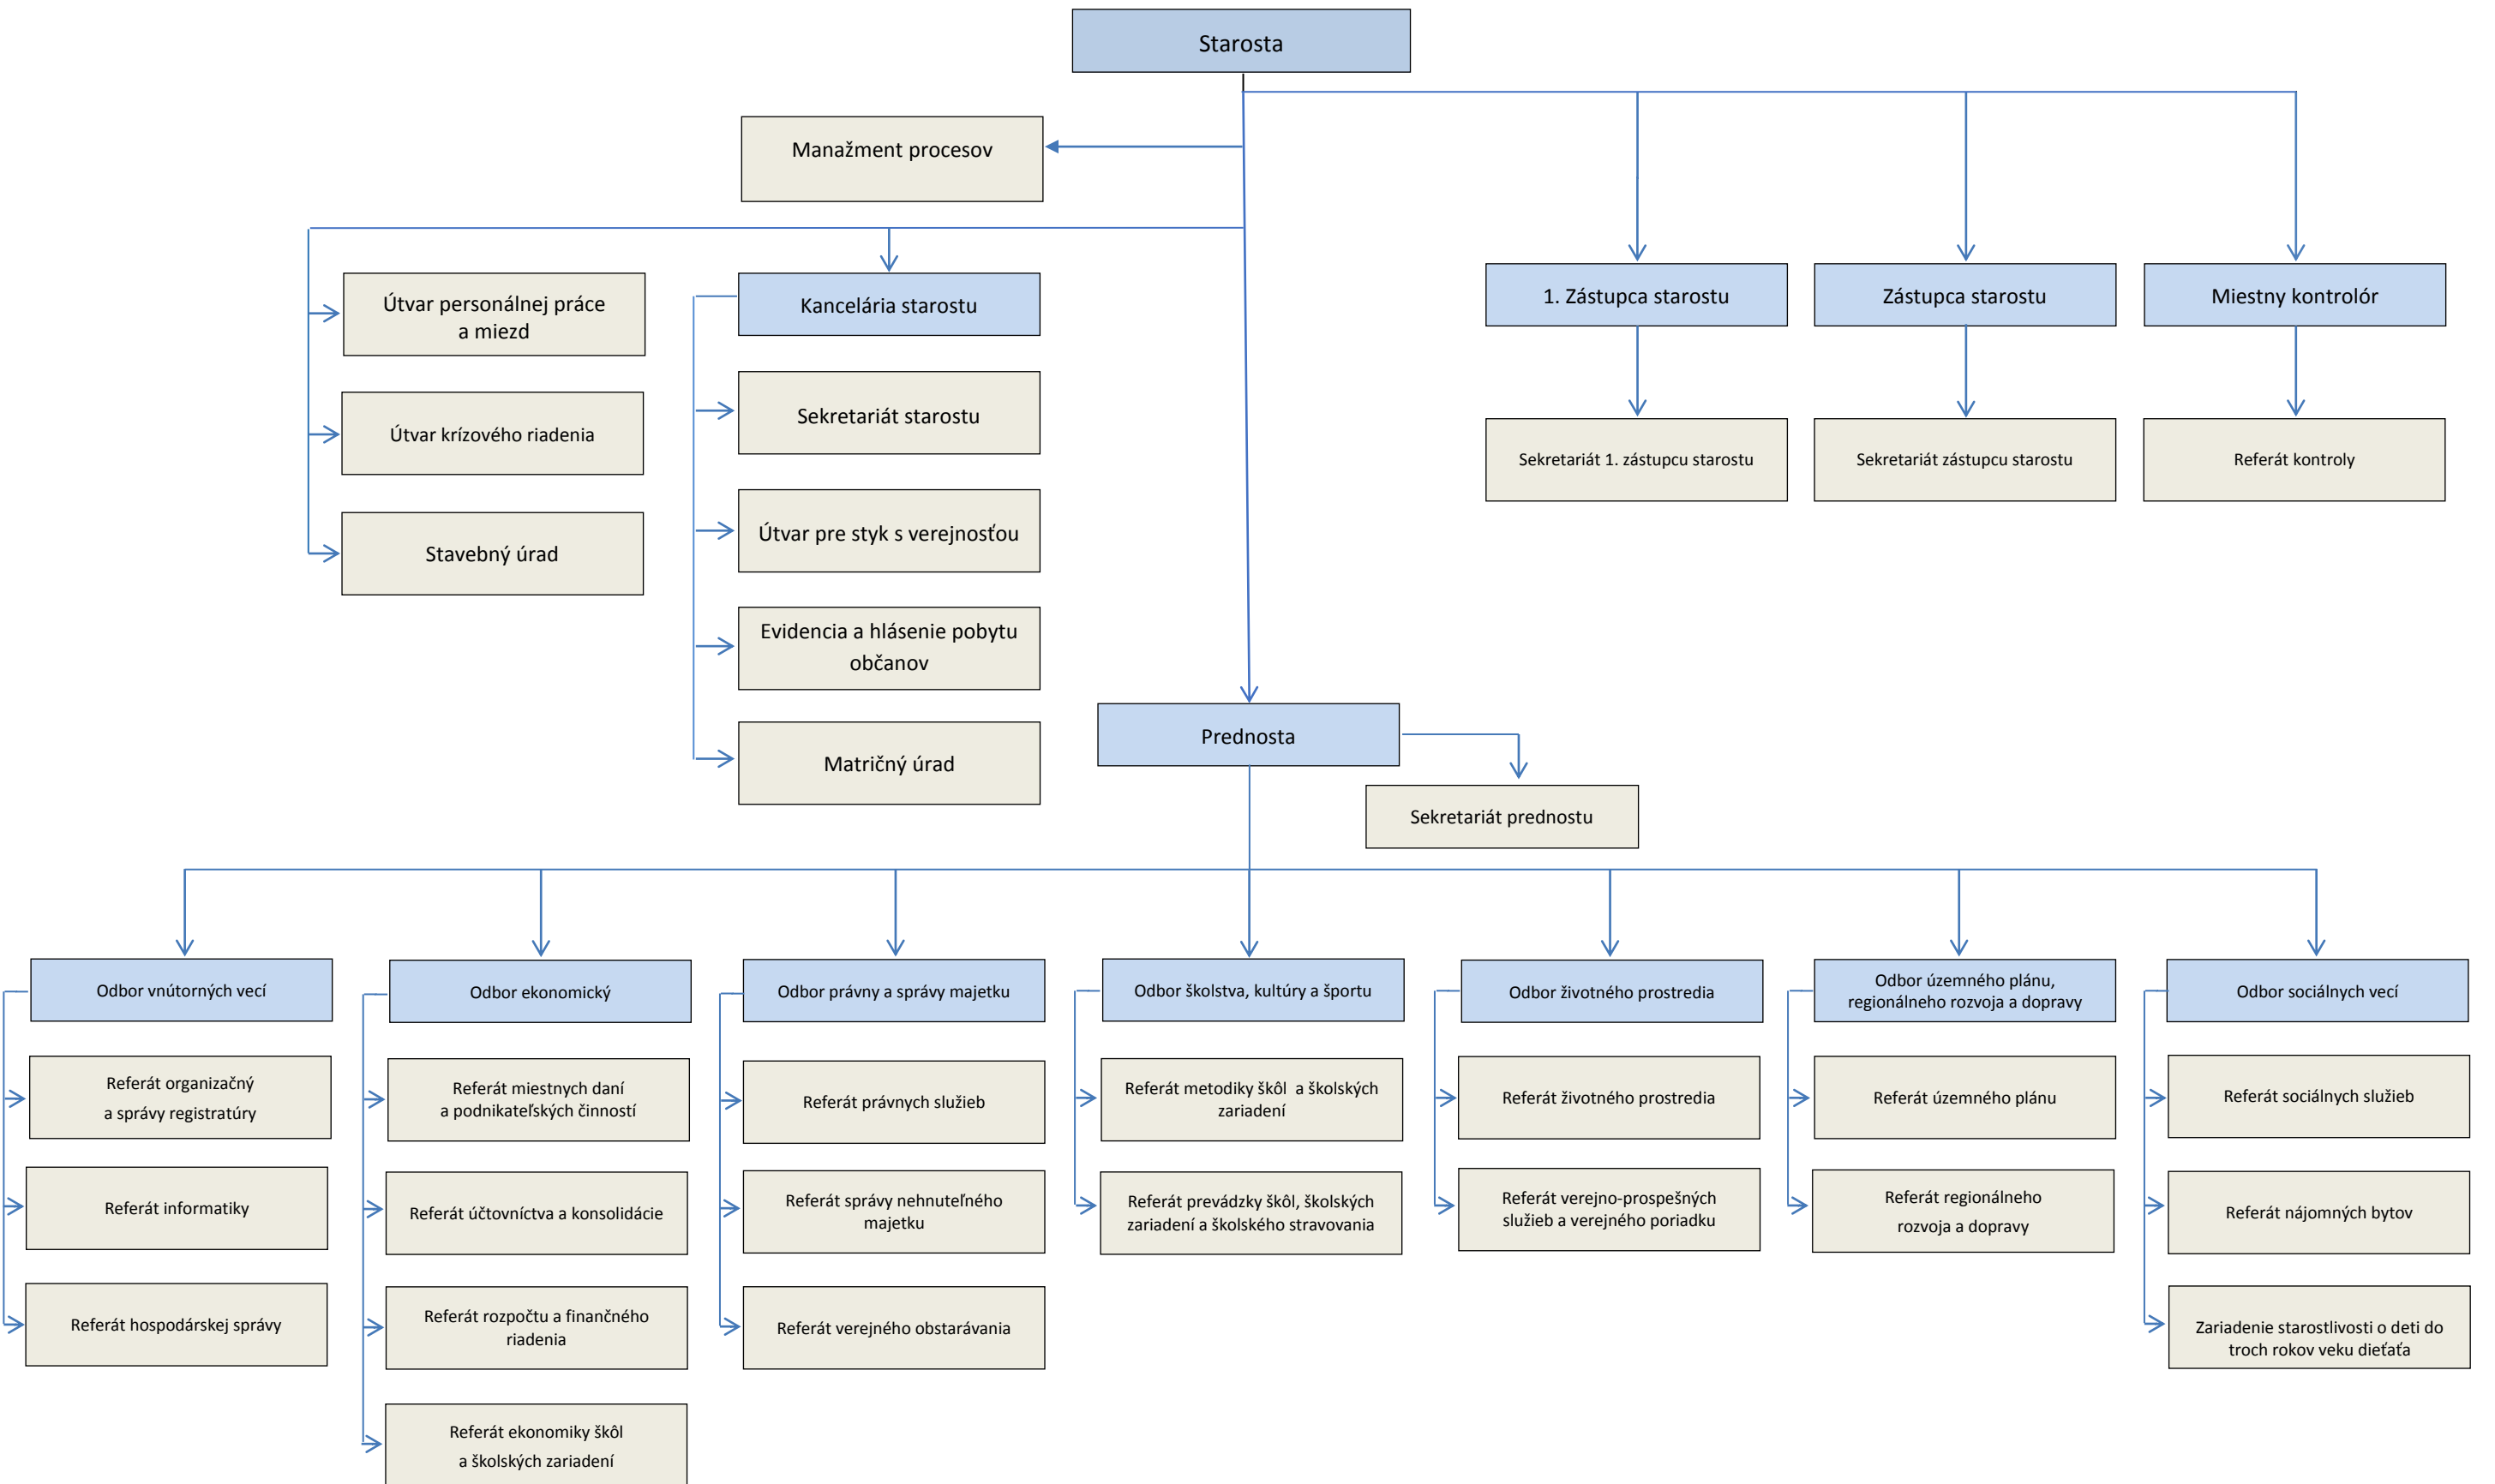 Starosta
Manažment procesov
Útvar personálnej práce
a miezd
Kancelária starostu
1. Zástupca starostu
Zástupca starostu
Miestny kontrolór
Sekretariát starostu
Útvar krízového riadenia
Sekretariát 1. zástupcu starostu
Sekretariát zástupcu starostu
Referát kontroly
Útvar pre styk s verejnosťou
Stavebný úrad
Evidencia a hlásenie pobytu
občanov
Matričný úrad
Prednosta
Sekretariát prednostu
Odbor vnútorných vecí
Odbor ekonomický
Odbor právny a správy majetku
Odbor školstva, kultúry a športu
Odbor životného prostredia
Odbor územného plánu,
regionálneho rozvoja a dopravy
Odbor sociálnych vecí
Referát organizačný
a správy registratúry
Referát miestnych daní
a podnikateľských činností
Referát právnych služieb
Referát metodiky škôl  a školských
zariadení
Referát životného prostredia
Referát územného plánu
Referát sociálnych služieb
Referát informatiky
Referát účtovníctva a konsolidácie
Referát správy nehnuteľného
majetku
Referát prevádzky škôl, školských
zariadení a školského stravovania
Referát verejno-prospešných
služieb a verejného poriadku
Referát regionálneho
rozvoja a dopravy
Referát nájomných bytov
Referát hospodárskej správy
Referát rozpočtu a finančného
riadenia
Referát verejného obstarávania
Zariadenie starostlivosti o deti do
troch rokov veku dieťaťa
Referát ekonomiky škôl
a školských zariadení